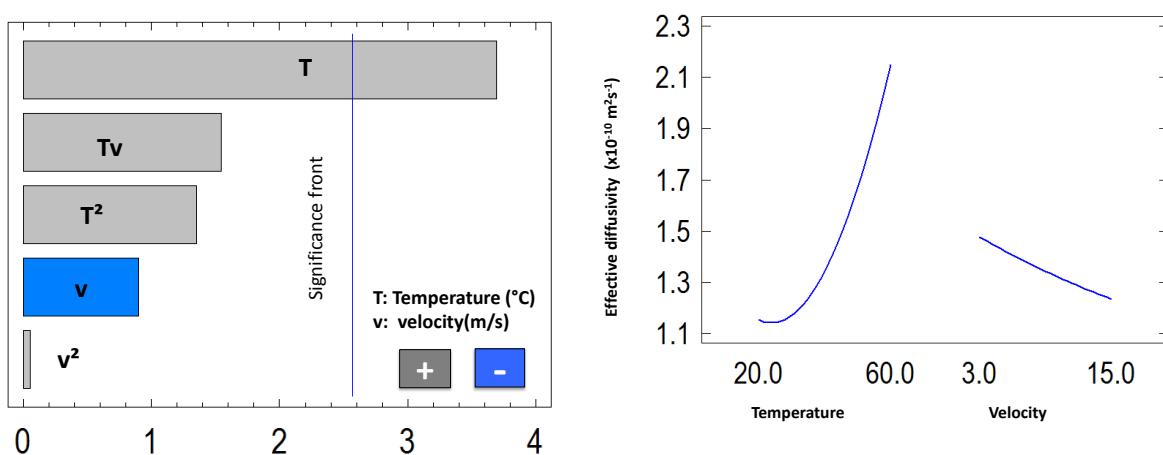 T
Tv
T²
v
v²
Significance front
T: Temperature (°C)
v: velocity(m/s)
+ -
0 1 2 3 4
Effective diffusivity (x10⁻¹⁰ m²s⁻¹)
2.3
2.1
1.9
1.7
1.5
1.3
1.1
20.0 60.0 3.0 15.0
Temperature Velocity